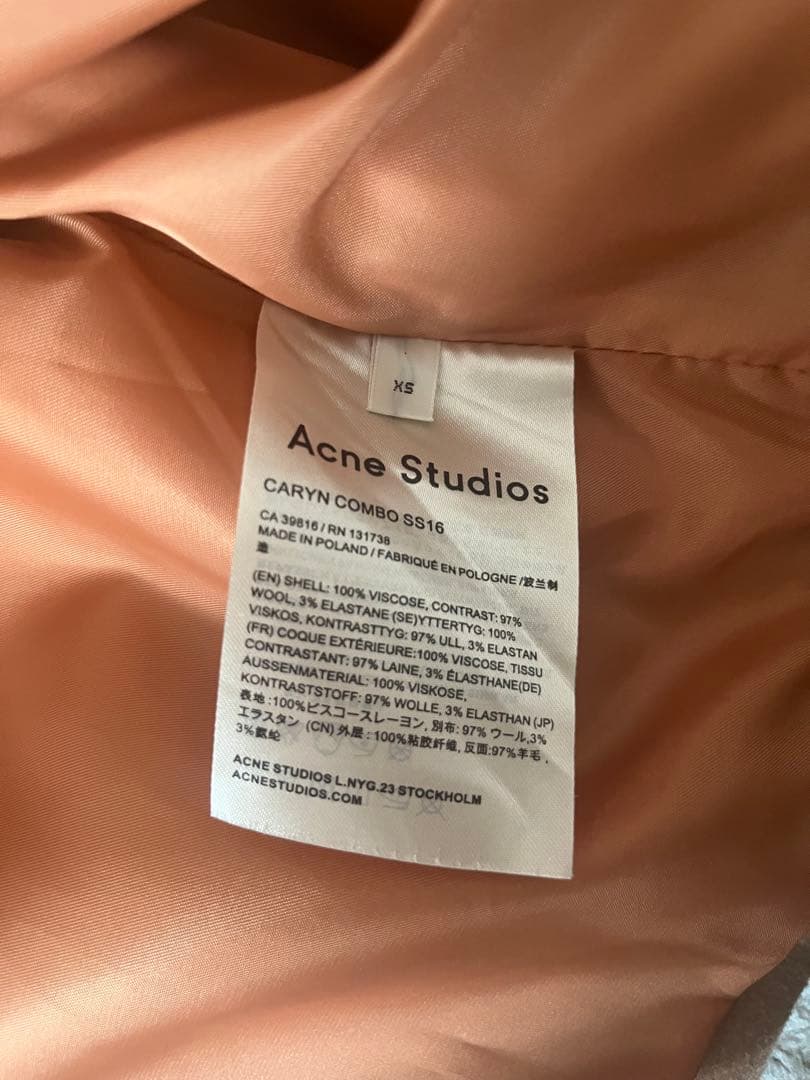 XS
Acne Studios
CARYN COMBO SS16
CA 39816 / RN 131738
MADE IN POLAND / FABRIQUÉ EN POLOGNE /波兰制
造
(EN) SHELL: 100% VISCOSE, CONTRAST: 97%
WOOL, 3% ELASTANE (SE)YTTERTYG: 100%
VISKOS, KONTRASTTYG: 97% ULL, 3% ELASTAN
(FR) COQUE EXTÉRIEURE:100% VISCOSE, TISSU
CONTRASTANT: 97% LAINE, 3% ÉLASTHANE(DE)
AUSSENMATERIAL: 100% VISKOSE,
KONTRASTSTOFF: 97% WOLLE, 3% ELASTHAN (JP)
表地 :100%ビスコースレーヨン, 別布: 97% ウール,3%
エラスタン (CN) 外层 : 100%粘胶纤维, 反面:97%羊毛 ,
3%氨纶
ACNE STUDIOS L.NYG.23 STOCKHOLM
ACNESTUDIOS.COM